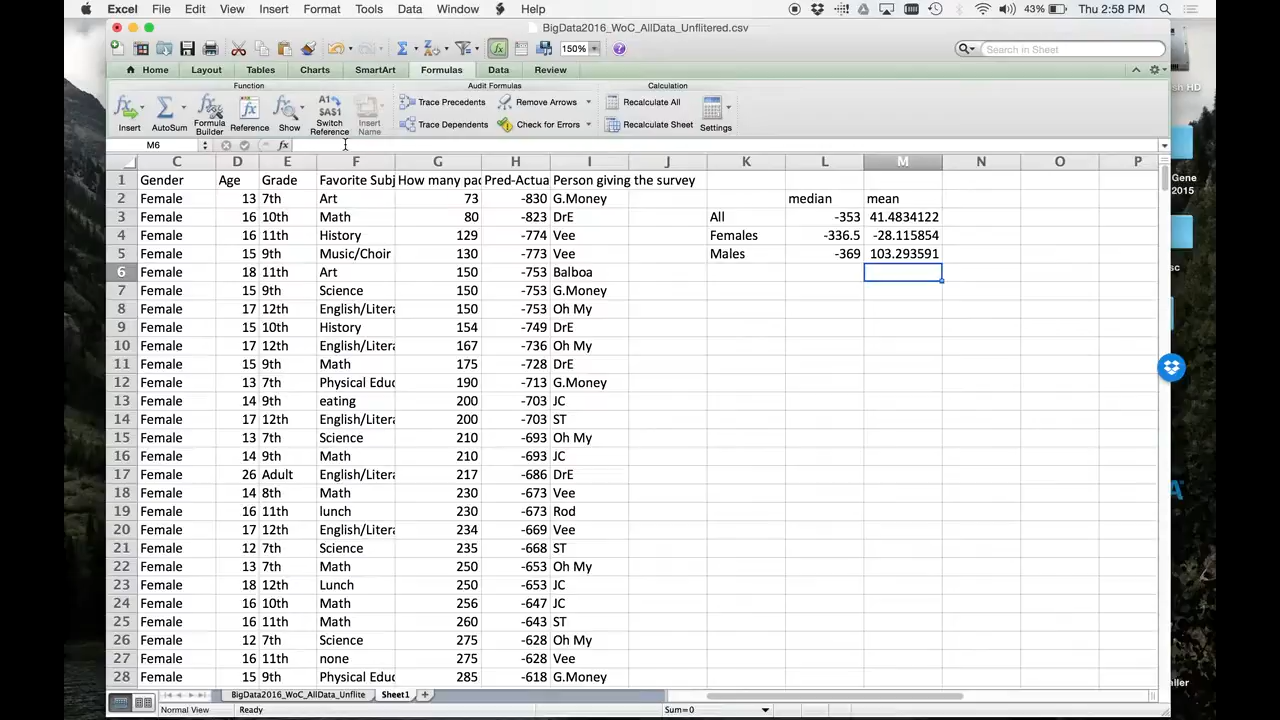 Excel File Edit View Insert Format Tools Data Window Help 43% Thu 2:58 PM
BigData2016_WoC_AllData_Unfiltered.csv
150% Search in Sheet
Home Layout Tables Charts SmartArt Formulas Data Review
Function Audit Formulas Calculation
Trace Precedents Remove Arrows Recalculate All
Insert AutoSum Formula Builder Reference Show Switch Reference Insert Name Trace Dependents Check for Errors Recalculate Sheet Settings
M6 fx
C D E F G H I J K L M N O P
1 Gender Age Grade Favorite Subj How many pac Pred-Actua Person giving the survey
2 Female 13 7th Art 73 -830 G.Money median mean
3 Female 16 10th Math 80 -823 DrE All -353 41.4834122
4 Female 16 11th History 129 -774 Vee Females -336.5 -28.115854
5 Female 15 9th Music/Choir 130 -773 Vee Males -369 103.293591
6 Female 18 11th Art 150 -753 Balboa
7 Female 15 9th Science 150 -753 G.Money
8 Female 17 12th English/Litera 150 -753 Oh My
9 Female 15 10th History 154 -749 DrE
10 Female 17 12th English/Litera 167 -736 Oh My
11 Female 15 9th Math 175 -728 DrE
12 Female 13 7th Physical Educ 190 -713 G.Money
13 Female 14 9th eating 200 -703 JC
14 Female 17 12th English/Litera 200 -703 ST
15 Female 13 7th Science 210 -693 Oh My
16 Female 14 9th Math 210 -693 JC
17 Female 26 Adult English/Litera 217 -686 DrE
18 Female 14 8th Math 230 -673 Vee
19 Female 16 11th lunch 230 -673 Rod
20 Female 17 12th English/Litera 234 -669 Vee
21 Female 12 7th Science 235 -668 ST
22 Female 13 7th Math 250 -653 Oh My
23 Female 18 12th Lunch 250 -653 JC
24 Female 16 10th Math 256 -647 JC
25 Female 16 11th Math 260 -643 ST
26 Female 12 7th Science 275 -628 Oh My
27 Female 16 11th none 275 -628 Vee
28 Female 15 9th Physical Educ 285 -618 G.Money
BigData2016_WoC_AllData_Unfilte Sheet1
Normal View Ready Sum=0
HD
Gene
2015
sc